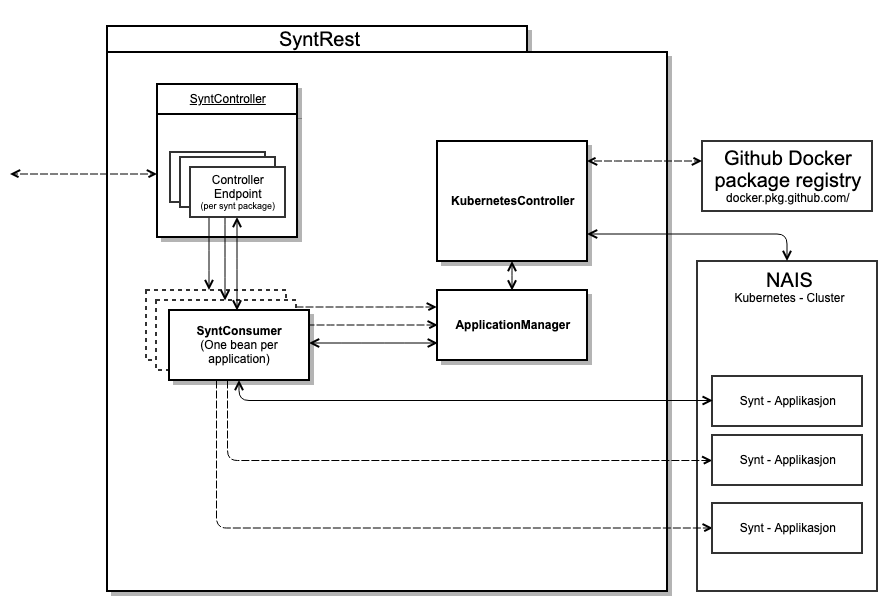 SyntRest
SyntController
Controller
Endpoint
(per synt package)
KubernetesController
Github Docker
package registry
docker.pkg.github.com/
NAIS
Kubernetes - Cluster
SyntConsumer
(One bean per
application)
ApplicationManager
Synt - Applikasjon
Synt - Applikasjon
Synt - Applikasjon